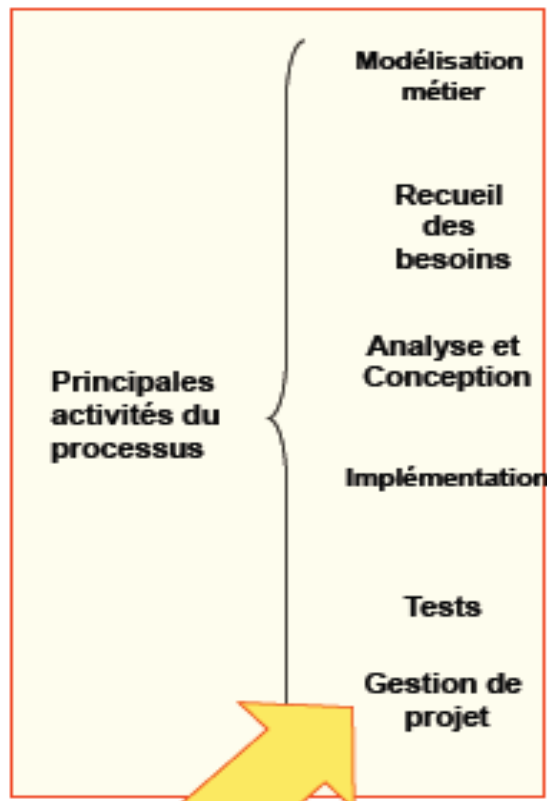 Modélisation
métier
Recueil
des
besoins
Analyse et
Conception
Principales
activités du
processus
Implémentation
Tests
Gestion de
projet